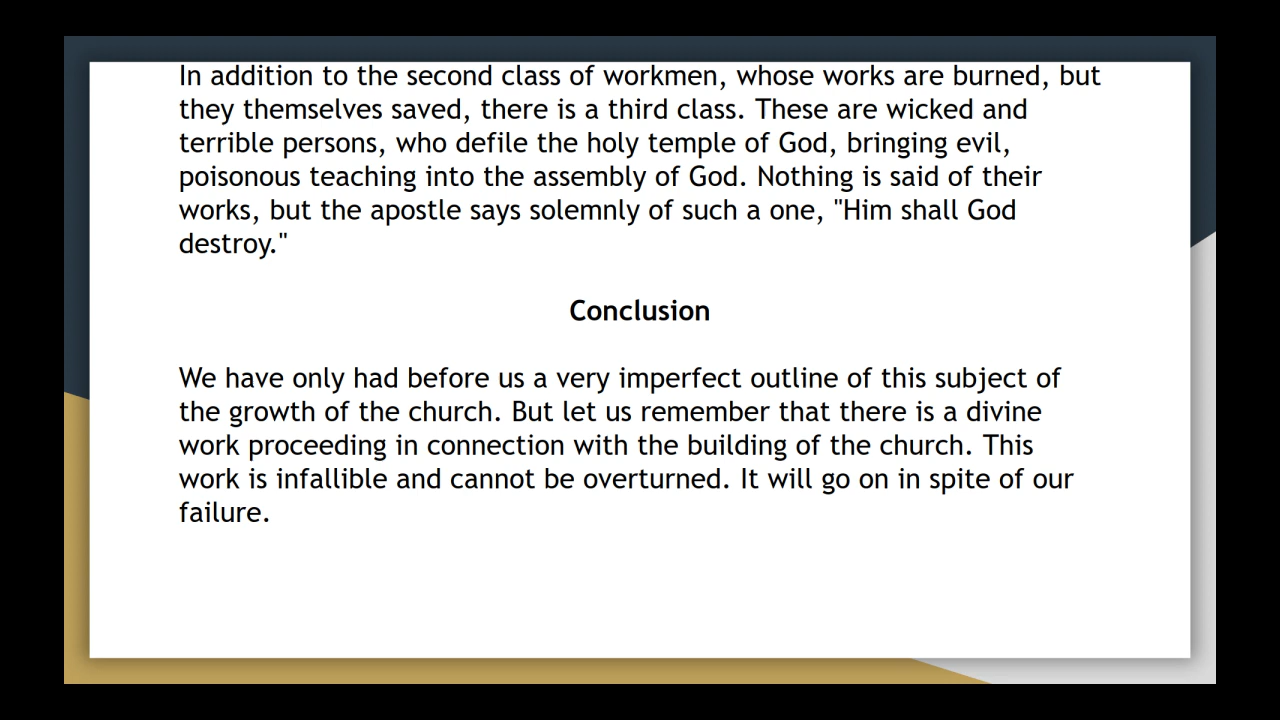 In addition to the second class of workmen, whose works are burned, but
they themselves saved, there is a third class. These are wicked and
terrible persons, who defile the holy temple of God, bringing evil,
poisonous teaching into the assembly of God. Nothing is said of their
works, but the apostle says solemnly of such a one, "Him shall God
destroy."
Conclusion
We have only had before us a very imperfect outline of this subject of
the growth of the church. But let us remember that there is a divine
work proceeding in connection with the building of the church. This
work is infallible and cannot be overturned. It will go on in spite of our
failure.